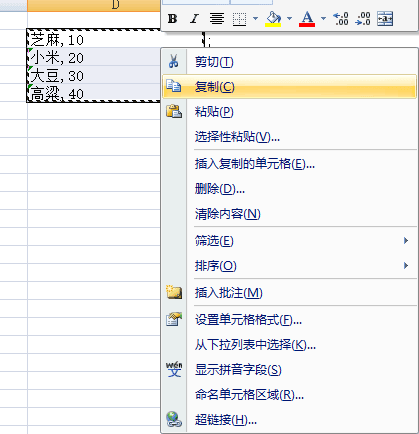 D
B I A
.00 .0
芝麻,10
小米,20
大豆,30
高粱,40
剪切(T)
复制(C)
粘贴(P)
选择性粘贴(V)...
插入复制的单元格(E)...
删除(D)...
清除内容(N)
筛选(E)
排序(O)
插入批注(M)
设置单元格格式(F)...
从下拉列表中选择(K)...
wén
文
显示拼音字段(S)
命名单元格区域(R)...
超链接(H)...